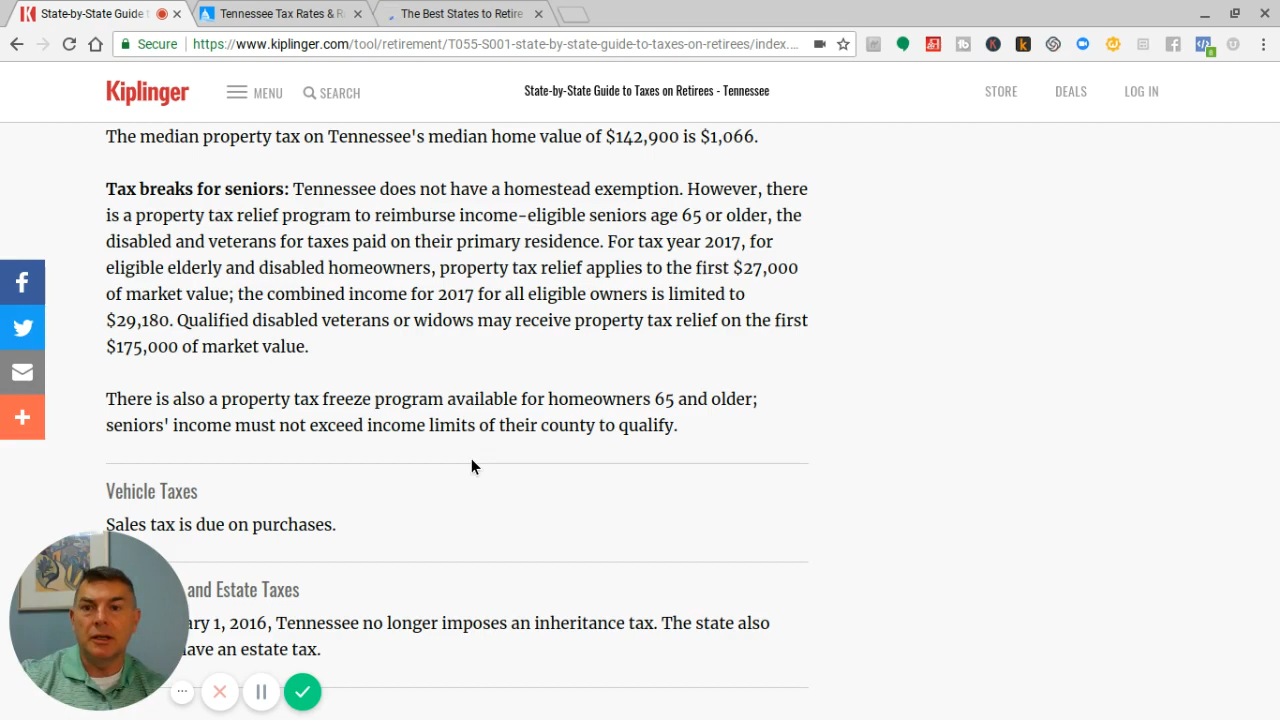 State-by-State Guide t
Tennessee Tax Rates & R
The Best States to Retire
Secure
https://www.kiplinger.com/tool/retirement/T055-S001-state-by-state-guide-to-taxes-on-retirees/index....
Kiplinger
MENU
SEARCH
State-by-State Guide to Taxes on Retirees - Tennessee
STORE
DEALS
LOG IN
The median property tax on Tennessee's median home value of $142,900 is $1,066.
Tax breaks for seniors: Tennessee does not have a homestead exemption. However, there
is a property tax relief program to reimburse income-eligible seniors age 65 or older, the
disabled and veterans for taxes paid on their primary residence. For tax year 2017, for
eligible elderly and disabled homeowners, property tax relief applies to the first $27,000
of market value; the combined income for 2017 for all eligible owners is limited to
$29,180. Qualified disabled veterans or widows may receive property tax relief on the first
$175,000 of market value.
There is also a property tax freeze program available for homeowners 65 and older;
seniors' income must not exceed income limits of their county to qualify.
Vehicle Taxes
Sales tax is due on purchases.
and Estate Taxes
ary 1, 2016, Tennessee no longer imposes an inheritance tax. The state also
have an estate tax.